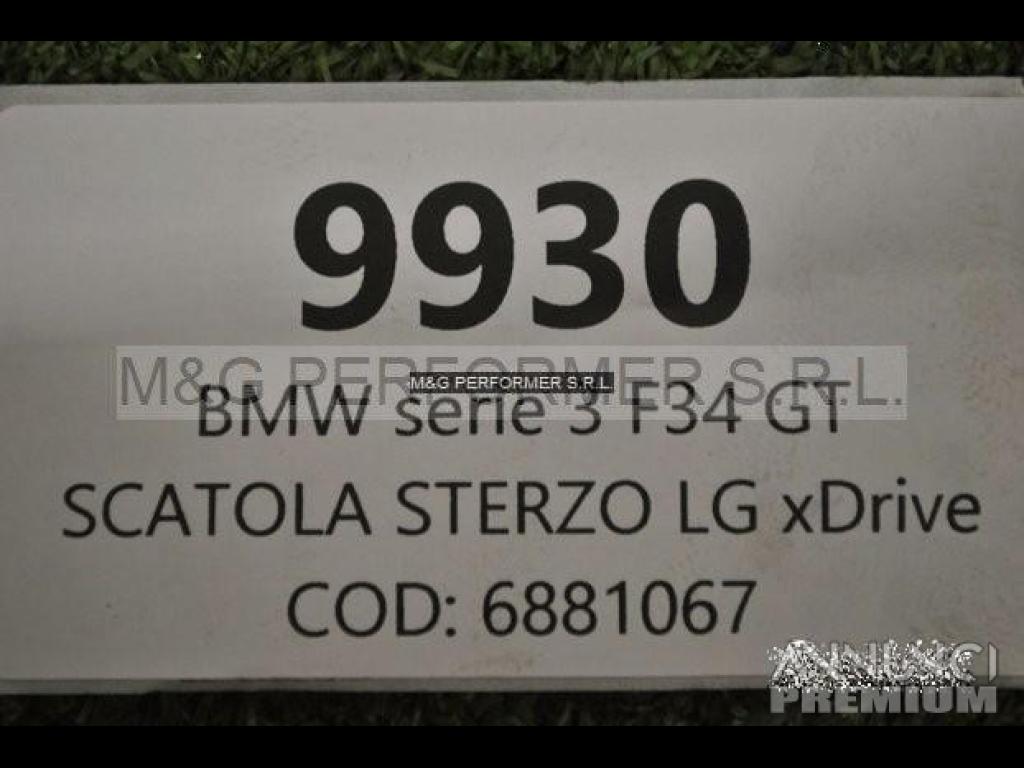 9930
M&G PERFORMER S.R.L.
M&G PERFORMER S.R.L.
BMW serie 3 F34 GT
SCATOLA STERZO LG xDrive
COD: 6881067
ANNUNCI
PREMIUM